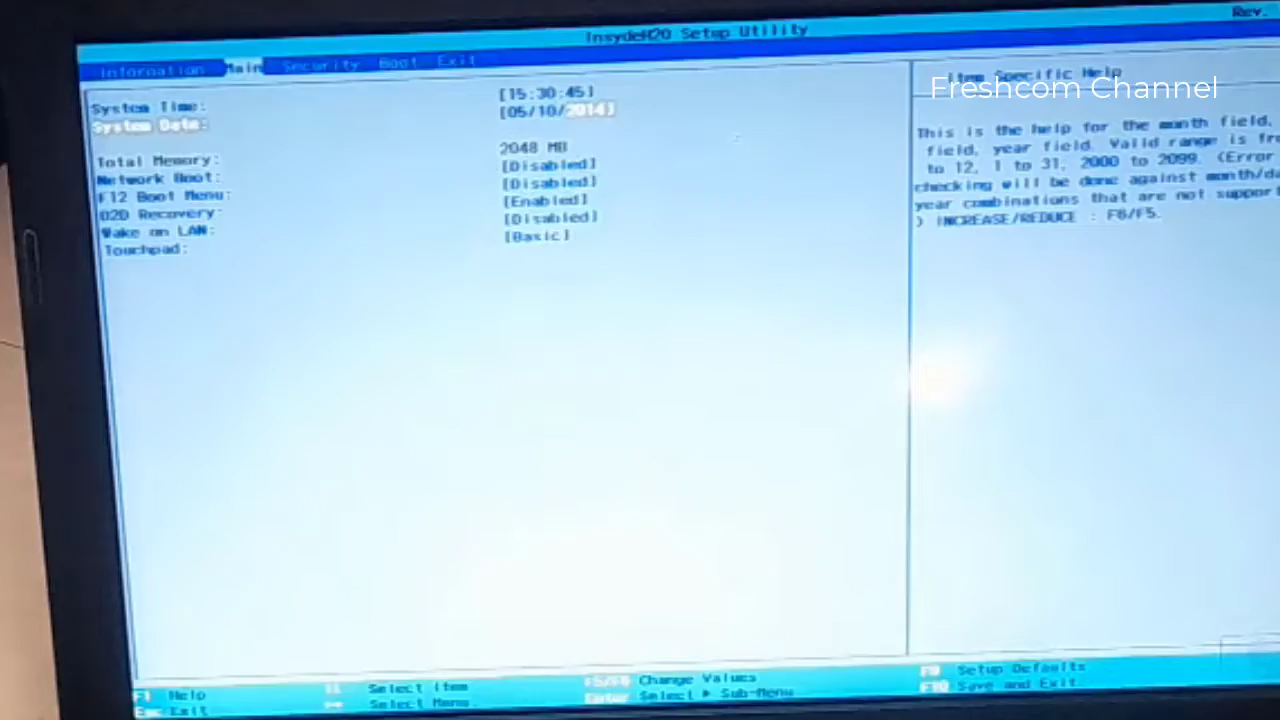 InsydeH20 Setup Utility
Rev.
Information Main Security Boot Exit
Freshcom Channel
Item Specific Help
System Time: [15:30:45]
System Date: [05/10/2014]
Total Memory: 2048 MB
Network Boot: [Disabled]
F12 Boot Menu: [Disabled]
D2D Recovery: [Enabled]
Wake on LAN: [Disabled]
Touchpad: [Basic]
This is the help for the month field,
field, year field. Valid range is
to 12, 1 to 31, 2000 to 2099. (Error
checking will be done against
year combinations that are not
) INCREASE/REDUCE : F6/F5.
F1 Help Select Item F5/F6 Change Values F9 Setup Defaults
Esc Exit Select Menu Enter Select ▶ Sub-Menu F10 Save and Exit